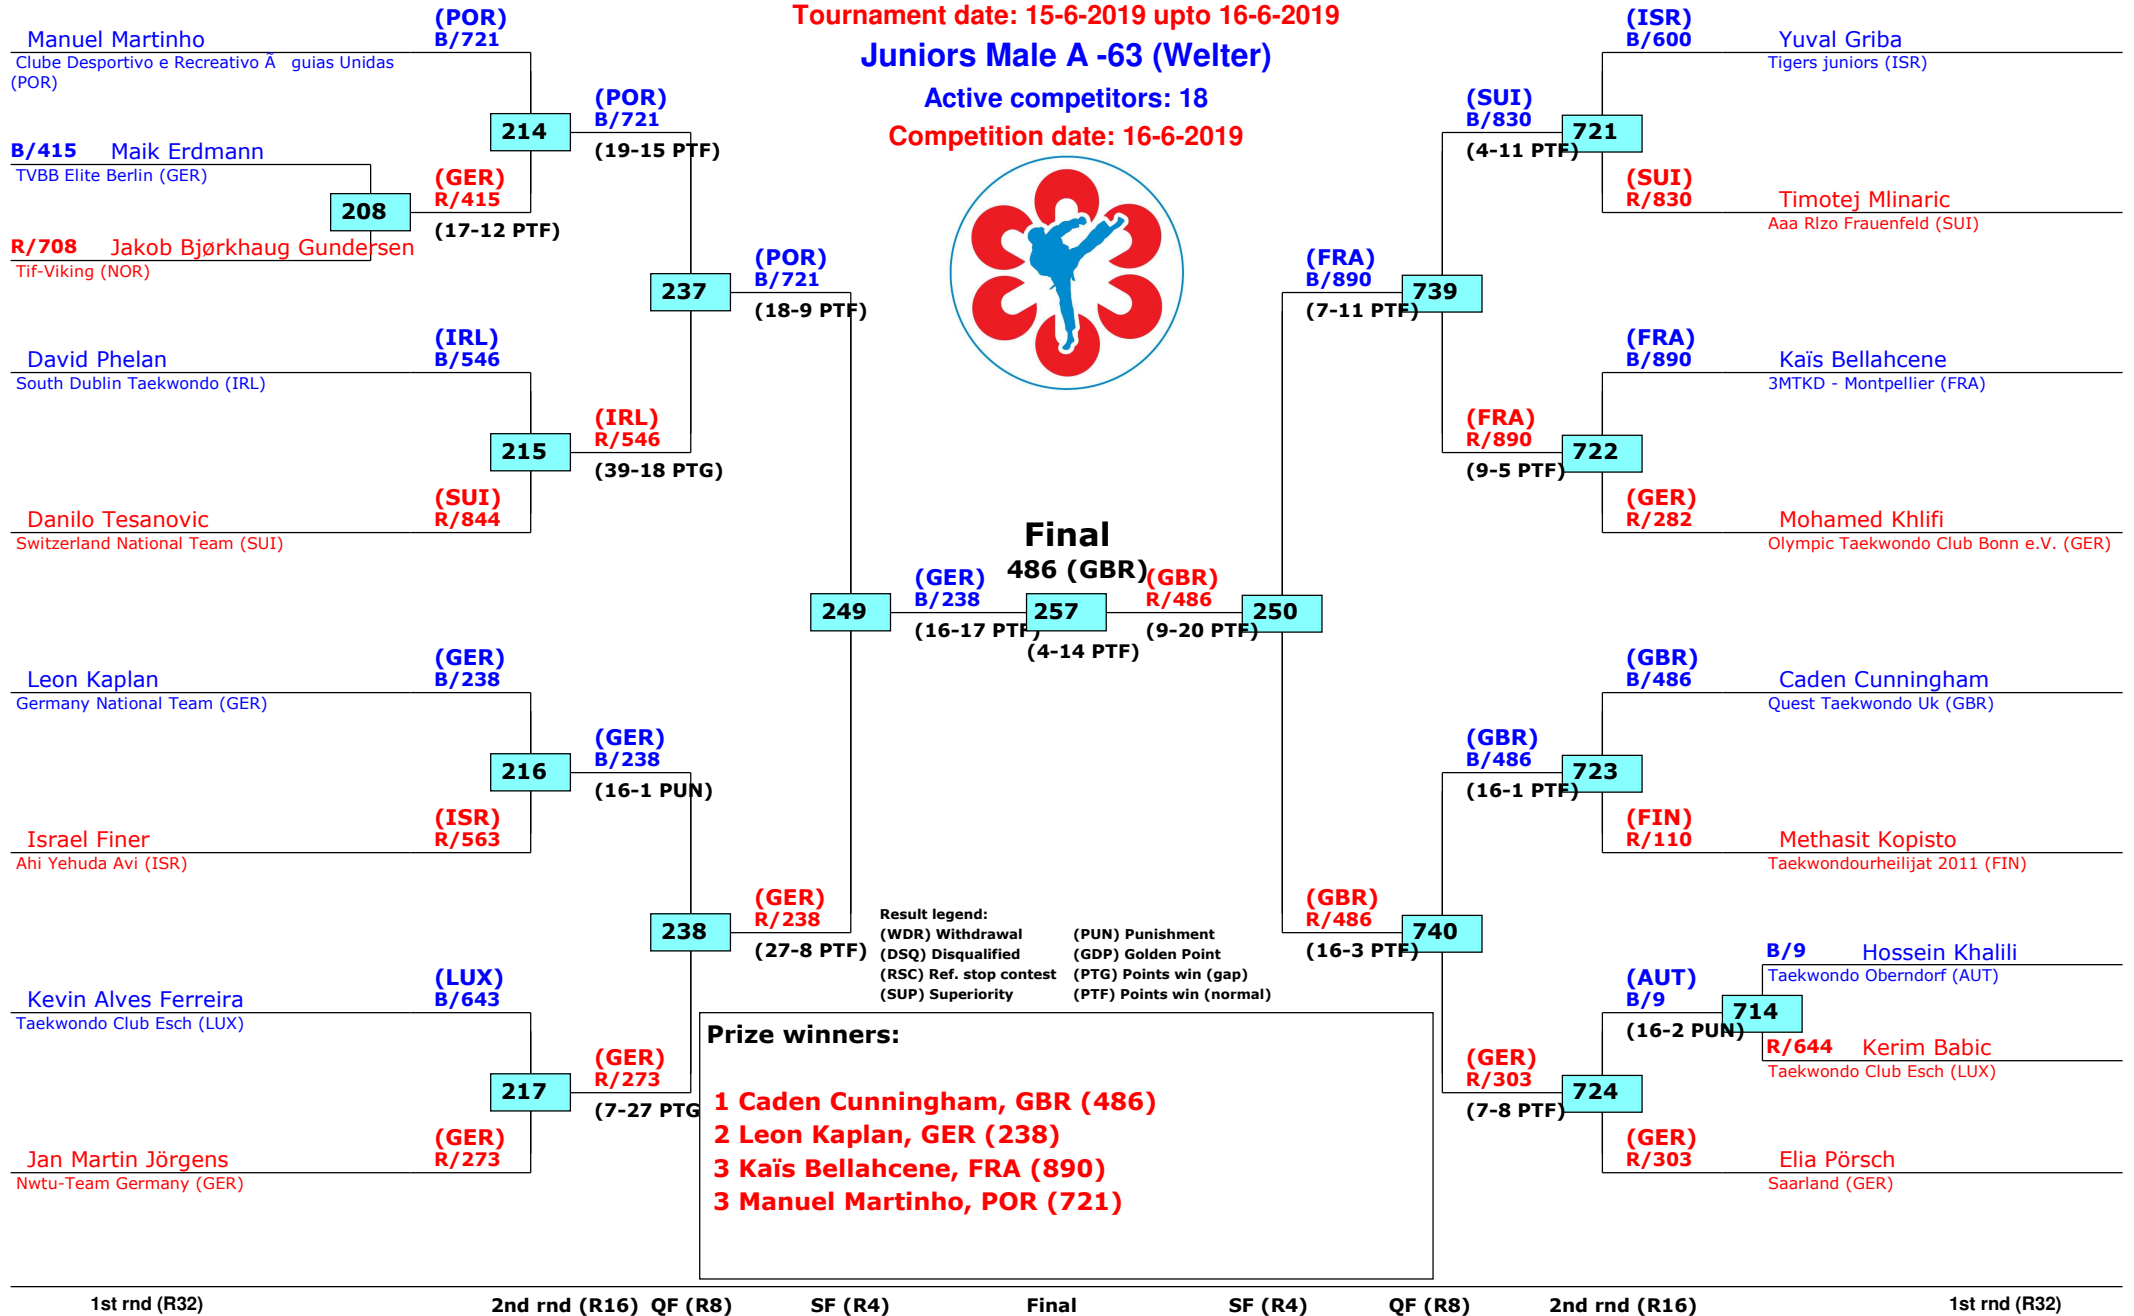 Tournament date: 15-6-2019 upto 16-6-2019
Juniors Male A -63 (Welter)
Active competitors: 18
Competition date: 16-6-2019
Manuel Martinho
(POR)
B/721
Clube Desportivo e Recreativo Ã guias Unidas
(POR)
214
(POR)
B/721
(19-15 PTF)
B/415 Maik Erdmann
TVBB Elite Berlin (GER)
208
(GER)
R/415
(17-12 PTF)
R/708 Jakob Bjørkhaug Gundersen
Tif-Viking (NOR)
237
(POR)
B/721
(18-9 PTF)
David Phelan
(IRL)
B/546
South Dublin Taekwondo (IRL)
215
(IRL)
R/546
(39-18 PTG)
Danilo Tesanovic
(SUI)
R/844
Switzerland National Team (SUI)
249
(GER)
B/238
(16-17 PTF)
Leon Kaplan
(GER)
B/238
Germany National Team (GER)
216
(GER)
B/238
(16-1 PUN)
Israel Finer
(ISR)
R/563
Ahi Yehuda Avi (ISR)
238
(GER)
R/238
(27-8 PTF)
Kevin Alves Ferreira
(LUX)
B/643
Taekwondo Club Esch (LUX)
217
(GER)
R/273
(7-27 PTG
Jan Martin Jörgens
(GER)
R/273
Nwtu-Team Germany (GER)
Final
486 (GBR)
257
(4-14 PTF)
(GBR)
R/486
(9-20 PTF)
250
(ISR)
B/600
Yuval Griba
Tigers juniors (ISR)
(SUI)
B/830
(4-11 PTF)
721
(SUI)
R/830
Timotej Mlinaric
Aaa Rlzo Frauenfeld (SUI)
(FRA)
B/890
(7-11 PTF)
739
(FRA)
B/890
Kaïs Bellahcene
3MTKD - Montpellier (FRA)
(FRA)
R/890
(9-5 PTF)
722
(GER)
R/282
Mohamed Khlifi
Olympic Taekwondo Club Bonn e.V. (GER)
(GBR)
B/486
Caden Cunningham
Quest Taekwondo Uk (GBR)
(GBR)
B/486
(16-1 PTF)
723
(FIN)
R/110
Methasit Kopisto
Taekwondourheilijat 2011 (FIN)
(GBR)
R/486
(16-3 PTF)
740
B/9 Hossein Khalili
Taekwondo Oberndorf (AUT)
(AUT)
B/9
(16-2 PUN)
714
R/644 Kerim Babic
Taekwondo Club Esch (LUX)
(GER)
R/303
(7-8 PTF)
724
(GER)
R/303
Elia Pörsch
Saarland (GER)
Result legend:
(WDR) Withdrawal (PUN) Punishment
(DSQ) Disqualified (GDP) Golden Point
(RSC) Ref. stop contest (PTG) Points win (gap)
(SUP) Superiority (PTF) Points win (normal)
Prize winners:
1 Caden Cunningham, GBR (486)
2 Leon Kaplan, GER (238)
3 Kaïs Bellahcene, FRA (890)
3 Manuel Martinho, POR (721)
1st rnd (R32) 2nd rnd (R16) QF (R8) SF (R4) Final SF (R4) QF (R8) 2nd rnd (R16) 1st rnd (R32)